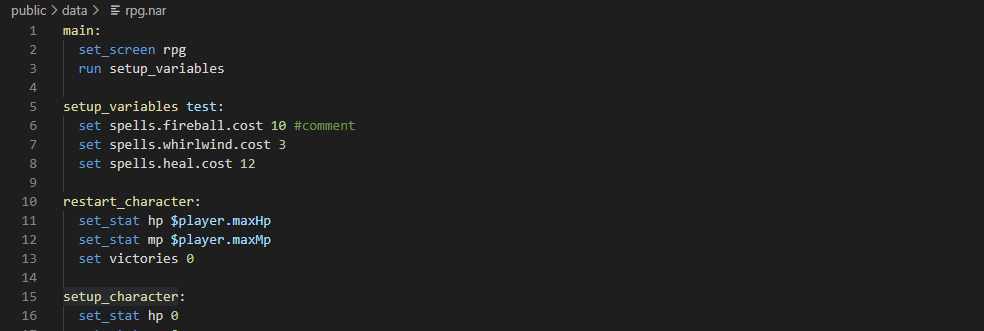 public > data > rpg.nar
1 main:
2 set_screen rpg
3 run setup_variables
4
5 setup_variables test:
6 set spells.fireball.cost 10 #comment
7 set spells.whirlwind.cost 3
8 set spells.heal.cost 12
9
10 restart_character:
11 set_stat hp $player.maxHp
12 set_stat mp $player.maxMp
13 set victories 0
14
15 setup_character:
16 set_stat hp 0